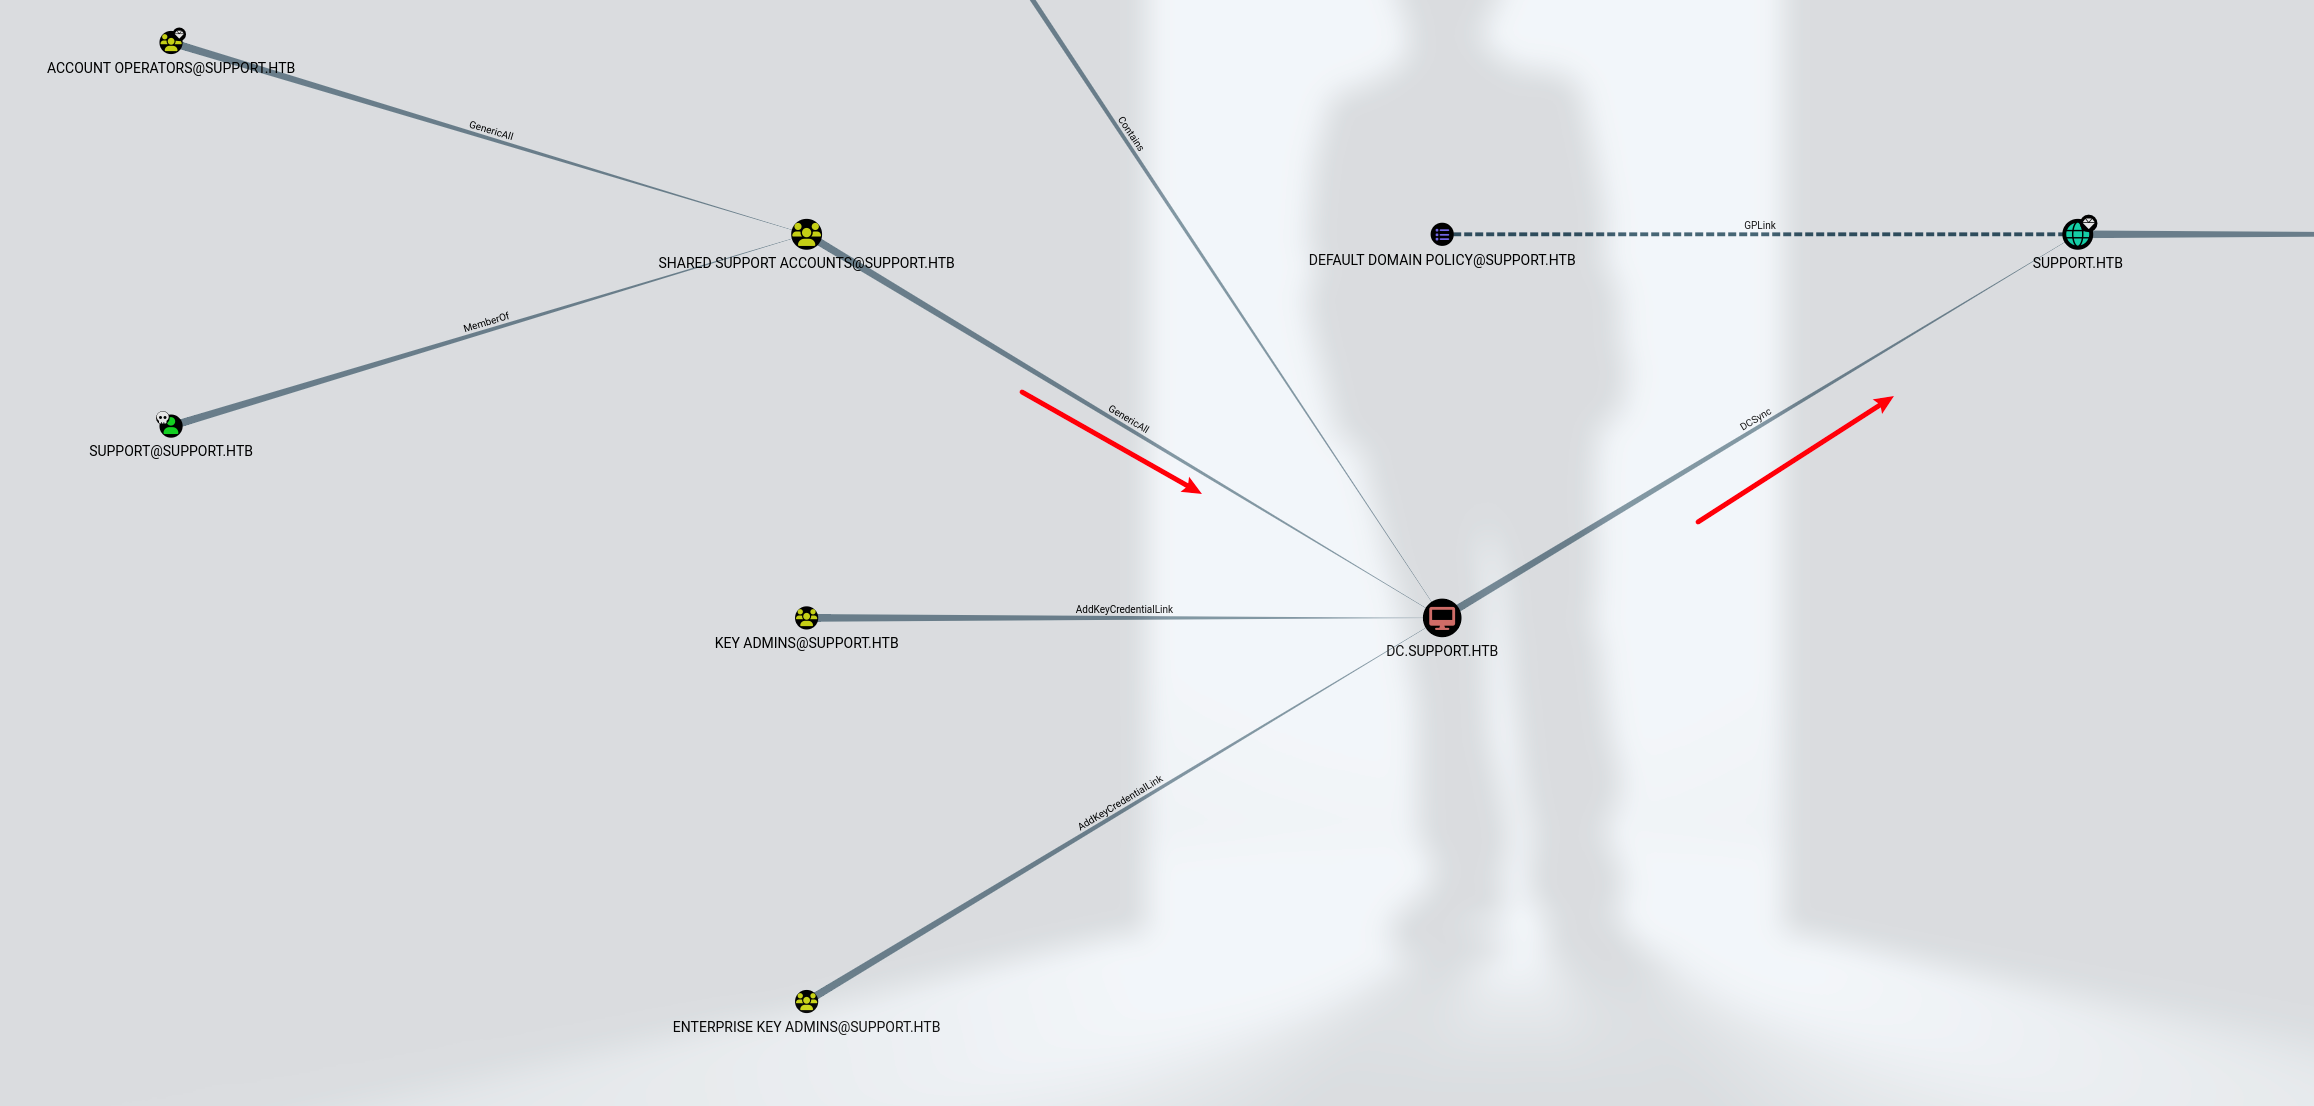 ACCOUNT OPERATORS@SUPPORT.HTB
GenericAll
Contains
GPLink
SHARED SUPPORT ACCOUNTS@SUPPORT.HTB
DEFAULT DOMAIN POLICY@SUPPORT.HTB
SUPPORT.HTB
MemberOf
GenericAll
DCSync
SUPPORT@SUPPORT.HTB
AddKeyCredentialLink
KEY ADMINS@SUPPORT.HTB
DC.SUPPORT.HTB
AddKeyCredentialLink
ENTERPRISE KEY ADMINS@SUPPORT.HTB